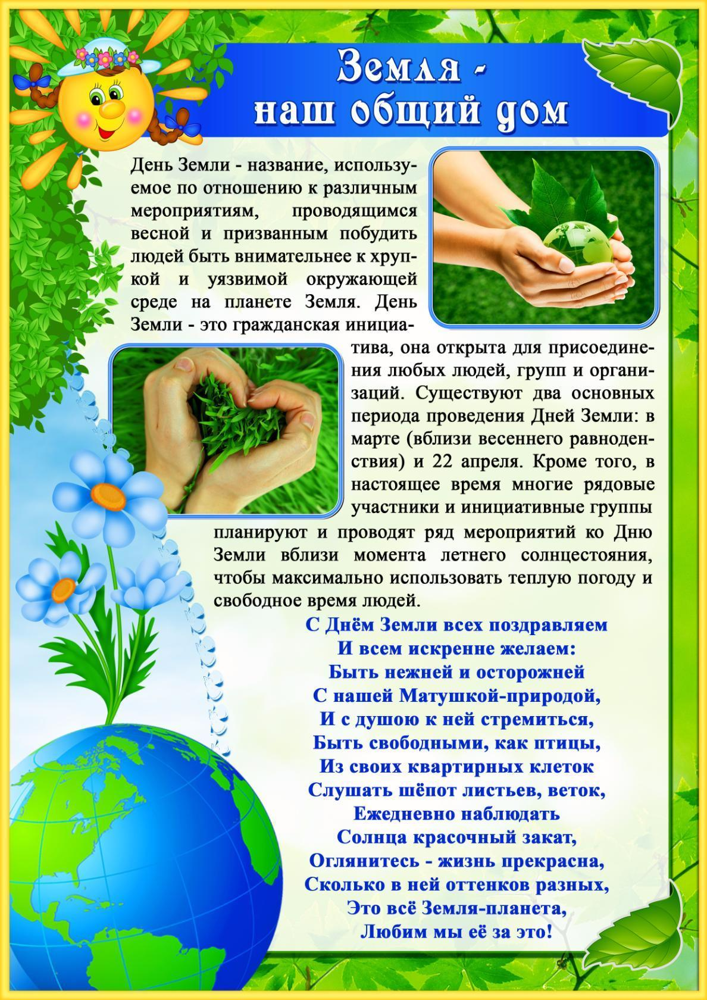 Земля -
наш общий дом
День Земли - название, использу-
емое по отношению к различным
мероприятиям, проводящимся
весной и призванным побудить
людей быть внимательнее к хруп-
кой и уязвимой окружающей
среде на планете Земля. День
Земли - это гражданская инициа-
тива, она открыта для присоедине-
ния любых людей, групп и органи-
заций. Существуют два основных
периода проведения Дней Земли: в
марте (вблизи весеннего равноден-
ствия) и 22 апреля. Кроме того, в
настоящее время многие рядовые
участники и инициативные группы
планируют и проводят ряд мероприятий ко Дню
Земли вблизи момента летнего солнцестояния,
чтобы максимально использовать теплую погоду и
свободное время людей.
С Днём Земли всех поздравляем
И всем искренне желаем:
Быть нежней и осторожней
С нашей Матушкой-природой,
И с душою к ней стремиться,
Быть свободными, как птицы,
Из своих квартирных клеток
Слушать шёпот листьев, веток,
Ежедневно наблюдать
Солнца красочный закат,
Оглянитесь - жизнь прекрасна,
Сколько в ней оттенков разных,
Это всё Земля-планета,
Любим мы её за это!